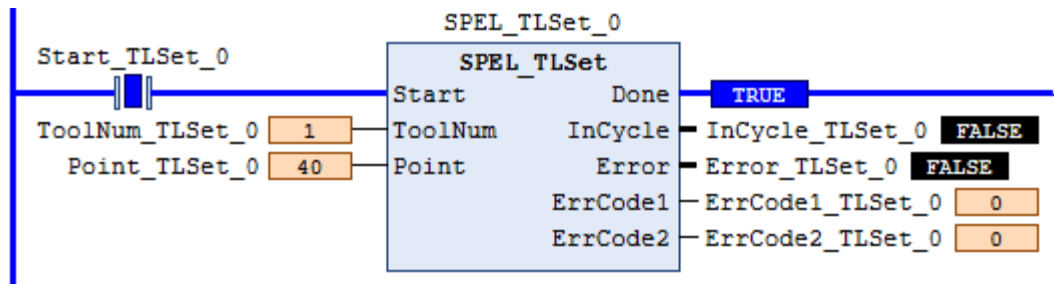 SPEL_TLSet_0
Start_TLSet_0
SPEL_TLSet
Start Done TRUE
ToolNum_TLSet_0 1 ToolNum InCycle InCycle_TLSet_0 FALSE
Point_TLSet_0 40 Point Error Error_TLSet_0 FALSE
ErrCode1 ErrCode1_TLSet_0 0
ErrCode2 ErrCode2_TLSet_0 0